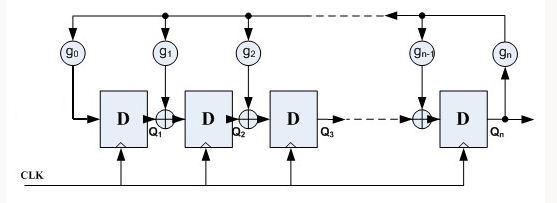 g0 g1 g2 gn-1 gn
D D D D
Q1 Q2 Q3 Qn
CLK